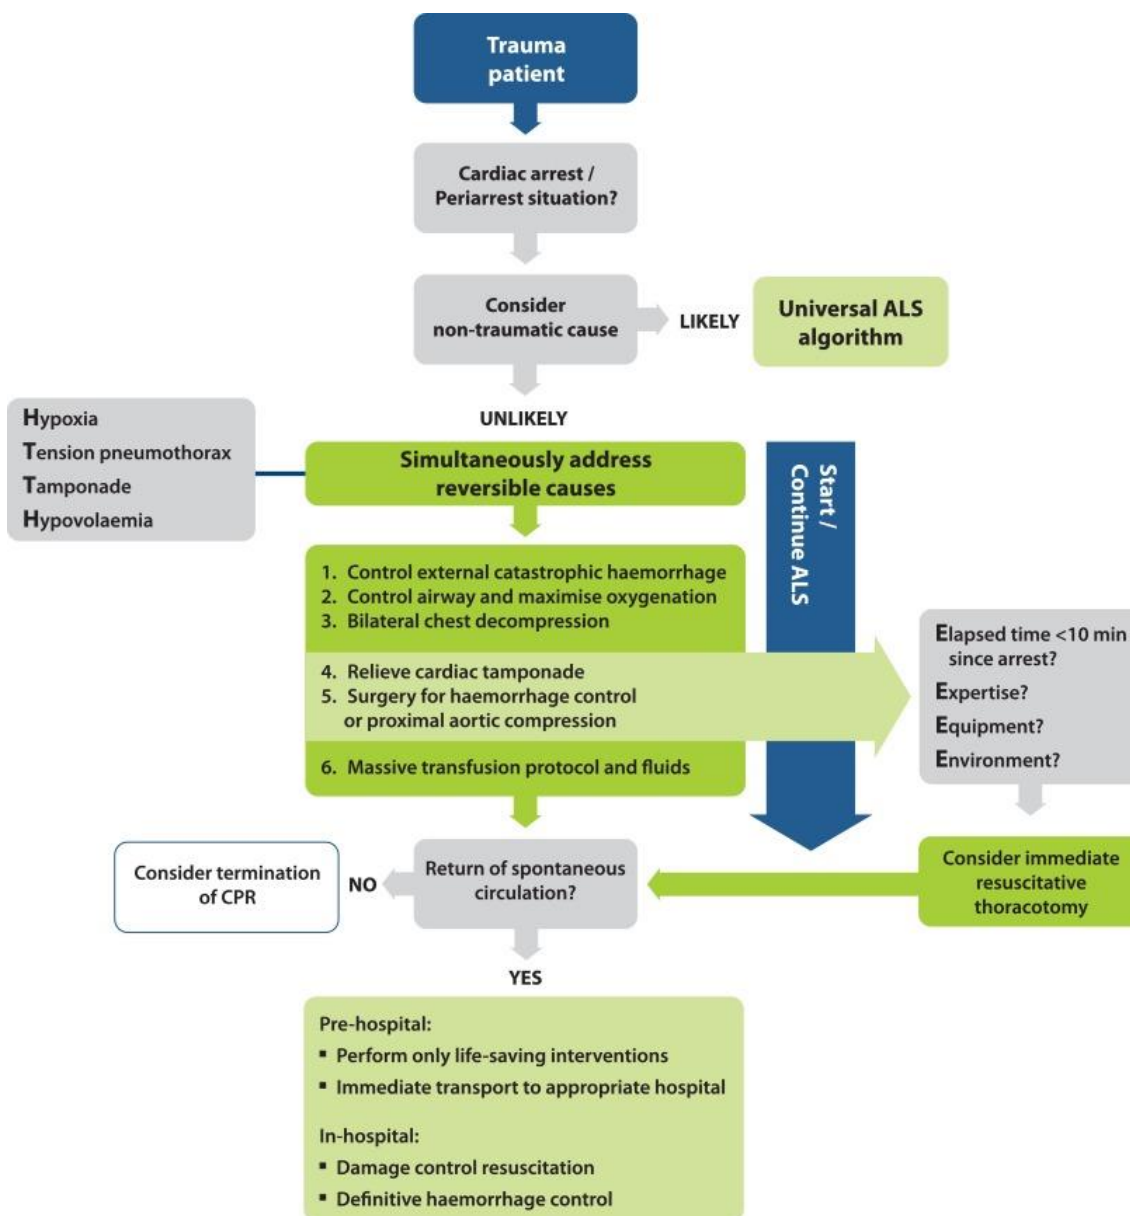 Trauma
patient
Cardiac arrest /
Periarrest situation?
Consider
non-traumatic cause
LIKELY
Universal ALS
algorithm
UNLIKELY
Hypoxia
Tension pneumothorax
Tamponade
Hypovolaemia
Simultaneously address
reversible causes
Start /
Continue ALS
1. Control external catastrophic haemorrhage
2. Control airway and maximise oxygenation
3. Bilateral chest decompression
4. Relieve cardiac tamponade
5. Surgery for haemorrhage control
or proximal aortic compression
6. Massive transfusion protocol and fluids
Elapsed time <10 min
since arrest?
Expertise?
Equipment?
Environment?
Consider immediate
resuscitative
thoracotomy
Return of spontaneous
circulation?
NO
Consider termination
of CPR
YES
Pre-hospital:
▪ Perform only life-saving interventions
▪ Immediate transport to appropriate hospital
In-hospital:
▪ Damage control resuscitation
▪ Definitive haemorrhage control